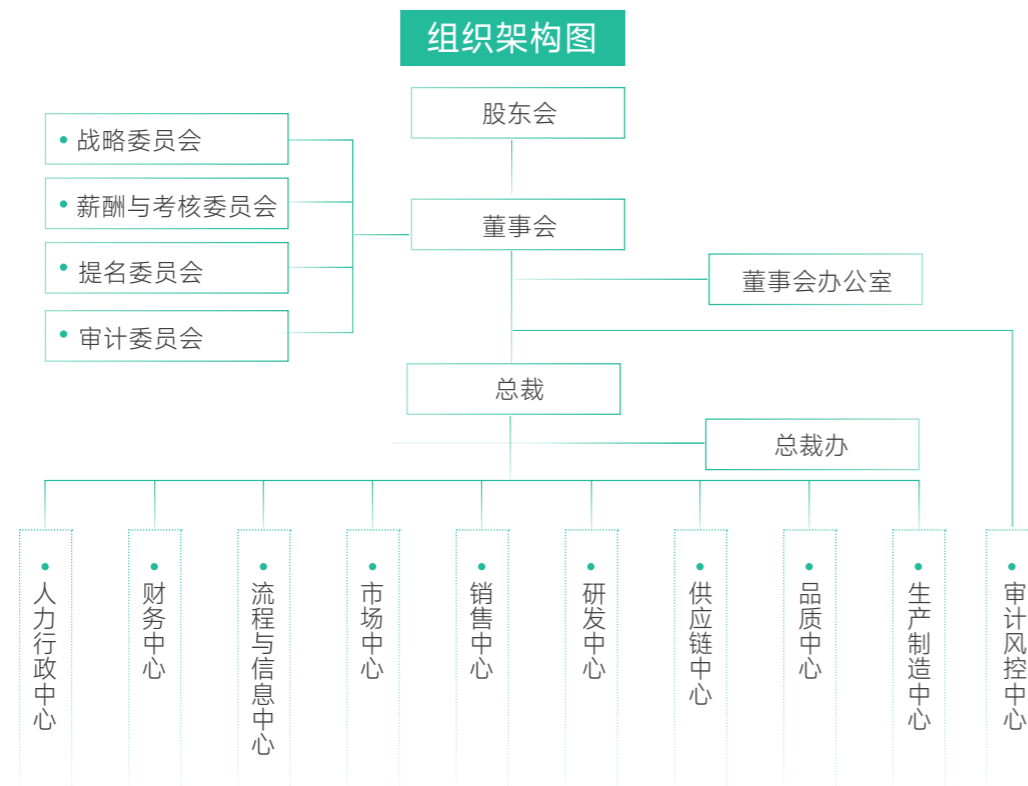 组织架构图
股东会
战略委员会
薪酬与考核委员会
董事会
提名委员会
董事会办公室
审计委员会
总裁
总裁办
人力行政中心
财务中心
流程与信息中心
市场中心
销售中心
研发中心
供应链中心
品质中心
生产制造中心
审计风控中心